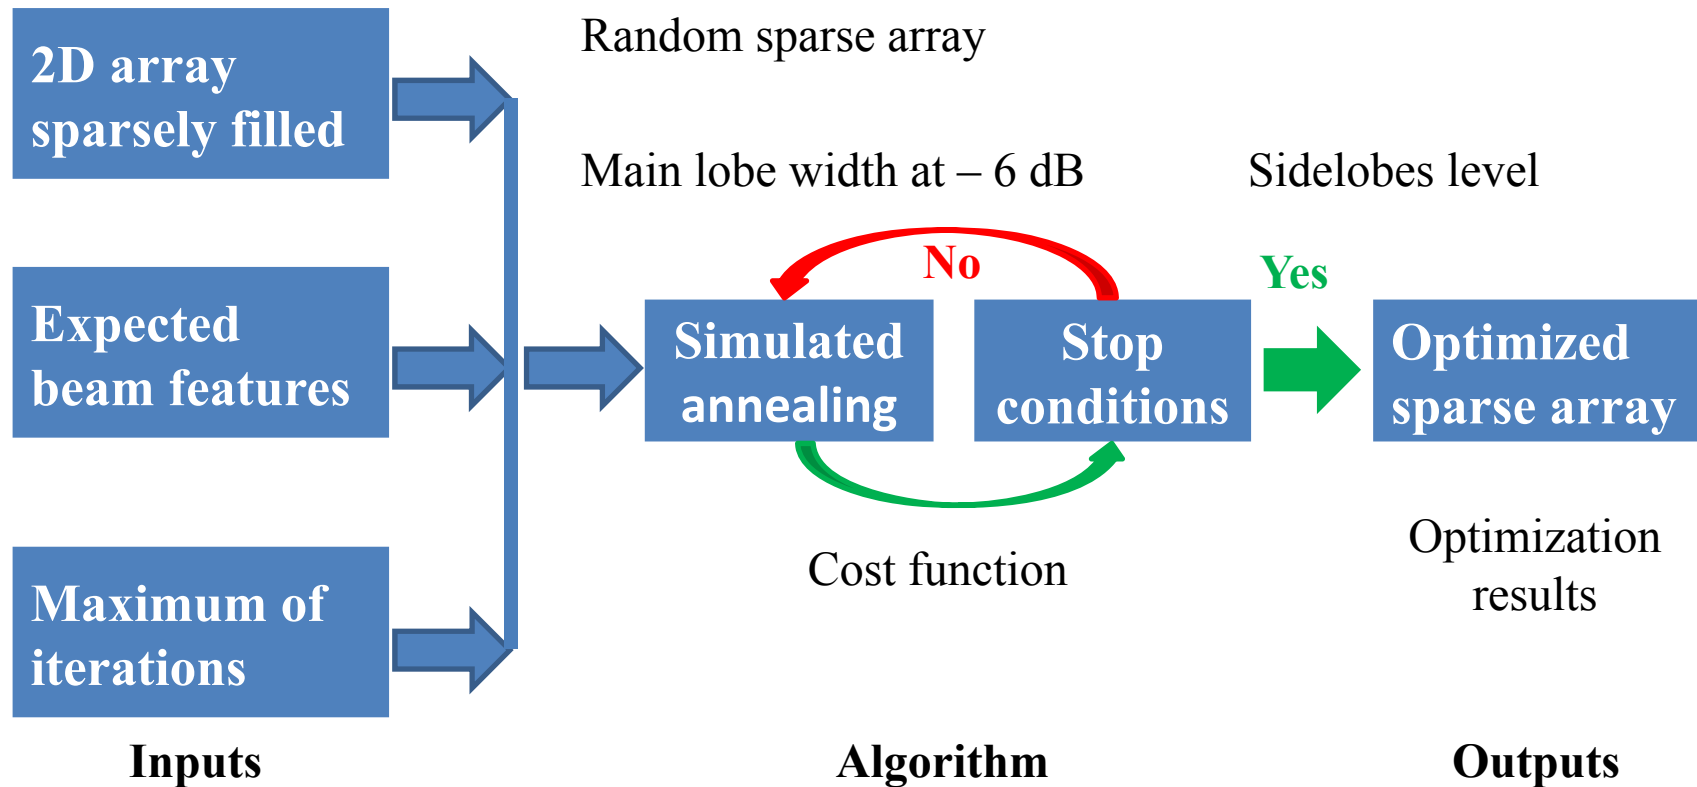 2D array
sparsely filled
Random sparse array
Main lobe width at – 6 dB
Sidelobes level
Expected
beam features
No
Yes
Simulated
annealing
Stop
conditions
Optimized
sparse array
Cost function
Optimization
results
Maximum of
iterations
Inputs
Algorithm
Outputs